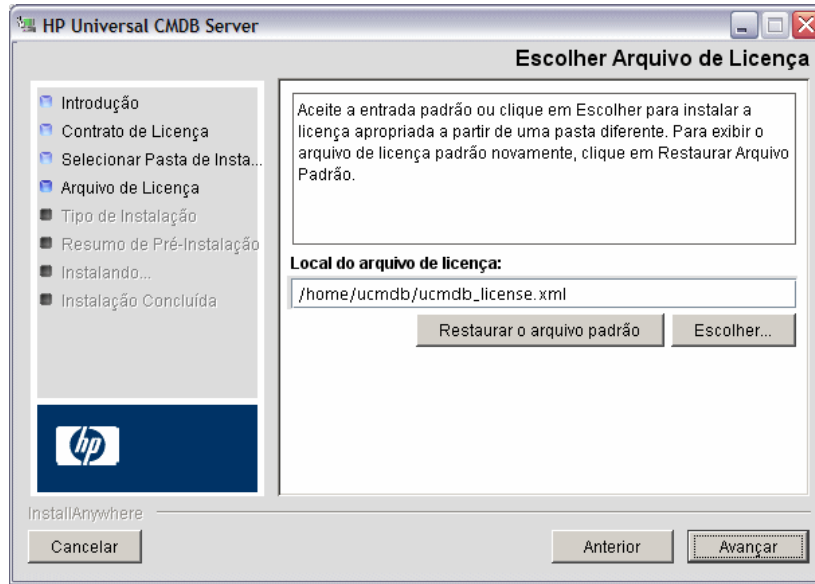 HP Universal CMDB Server
Escolher Arquivo de Licença
Introdução
Contrato de Licença
Selecionar Pasta de Insta...
Arquivo de Licença
Tipo de Instalação
Resumo de Pré-Instalação
Instalando...
Instalação Concluída
Aceite a entrada padrão ou clique em Escolher para instalar a
licença apropriada a partir de uma pasta diferente. Para exibir o
arquivo de licença padrão novamente, clique em Restaurar Arquivo
Padrão.
Local do arquivo de licença:
/home/ucmdb/ucmdb_license.xml
Restaurar o arquivo padrão
Escolher...
hp
InstallAnywhere
Cancelar
Anterior
Avançar